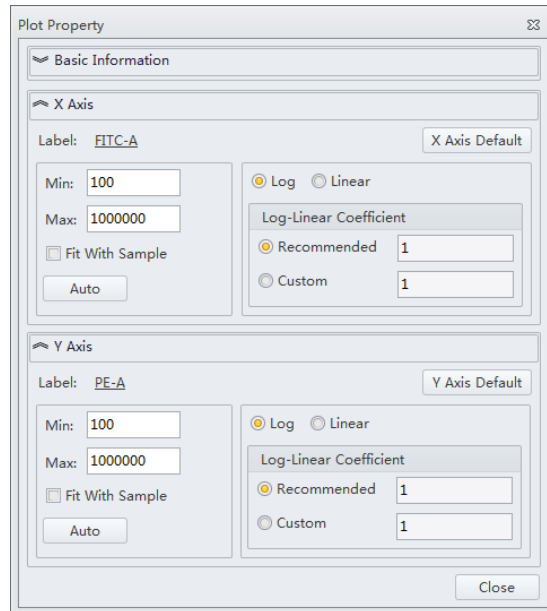 Plot Property
Basic Information
X Axis
Label: FITC-A X Axis Default
Min: 100
Max: 1000000
Fit With Sample
Auto
Log Linear
Log-Linear Coefficient
Recommended 1
Custom 1
Y Axis
Label: PE-A Y Axis Default
Min: 100
Max: 1000000
Fit With Sample
Auto
Log Linear
Log-Linear Coefficient
Recommended 1
Custom 1
Close